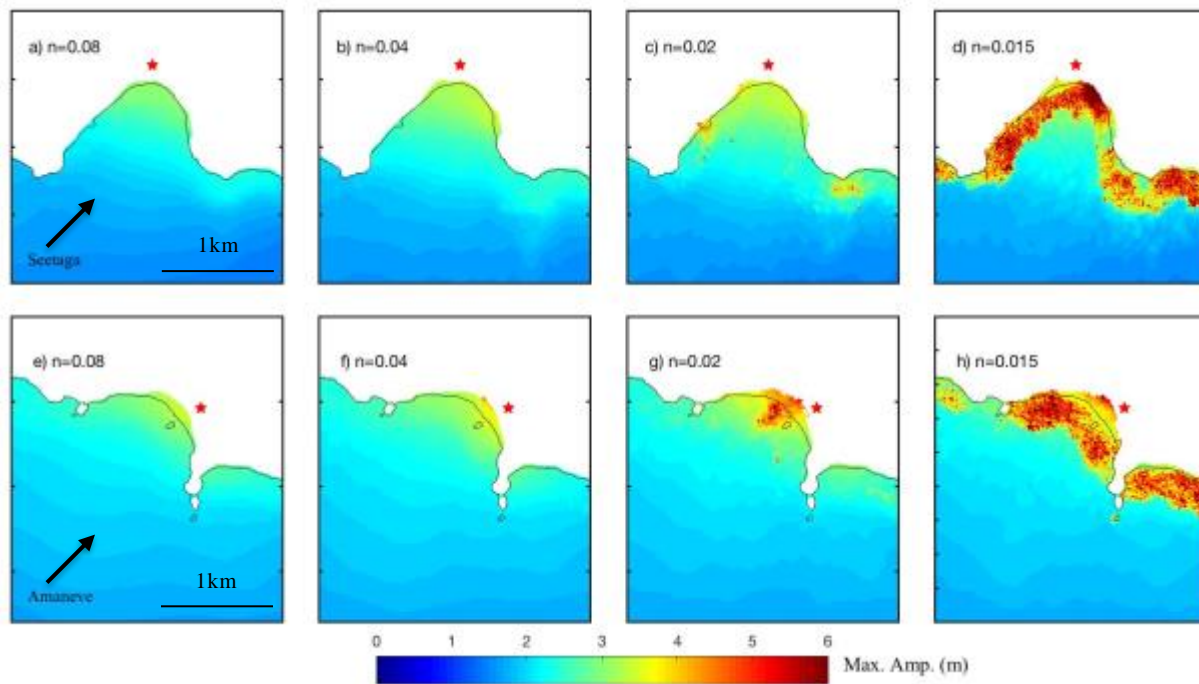 a) n=0.08
b) n=0.04
c) n=0.02
d) n=0.015
Seetaga
1km
e) n=0.08
f) n=0.04
g) n=0.02
h) n=0.015
Amaneve
1km
0 1 2 3 4 5 6
Max. Amp. (m)